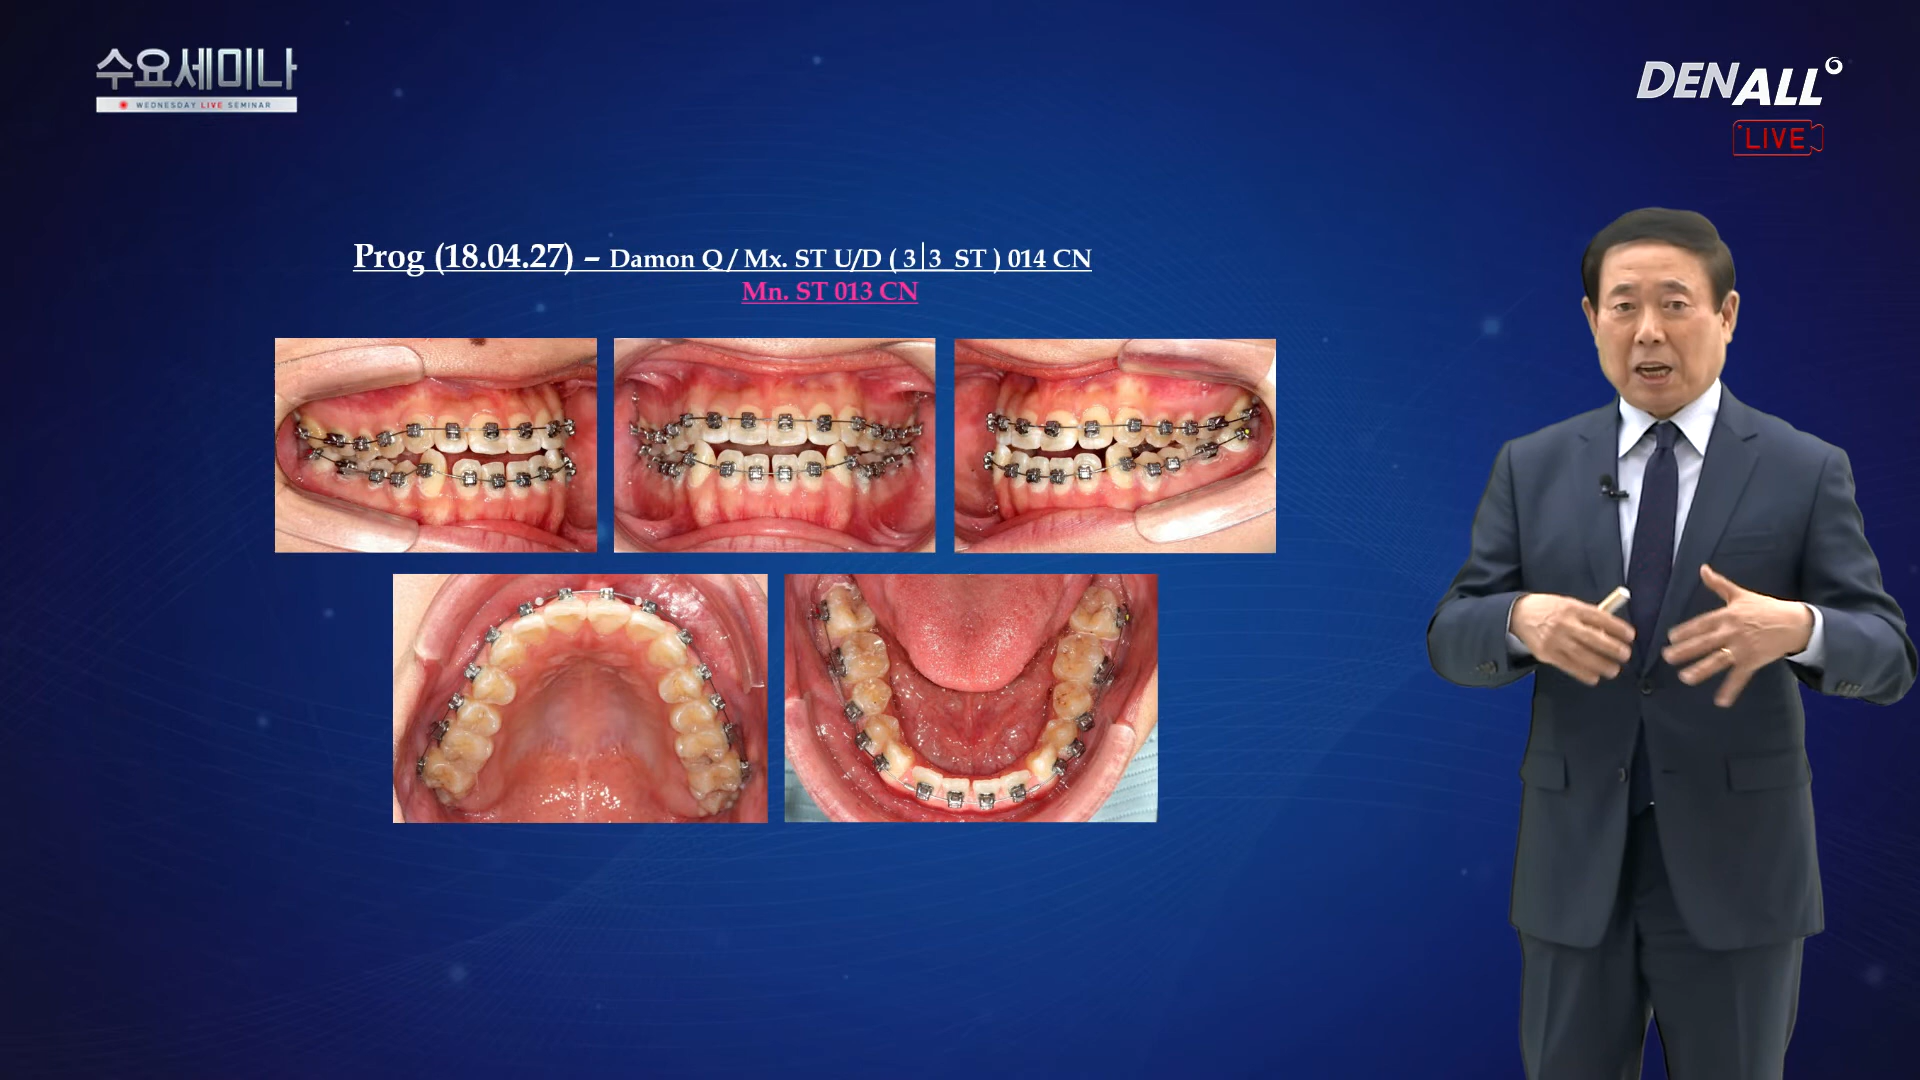 수요세미나
WEDNESDAY LIVE SEMINAR
DENALL
LIVE
Prog (18.04.27) – Damon Q / Mx. ST U/D ( 3|3 ST ) 014 CN
Mn. ST 013 CN